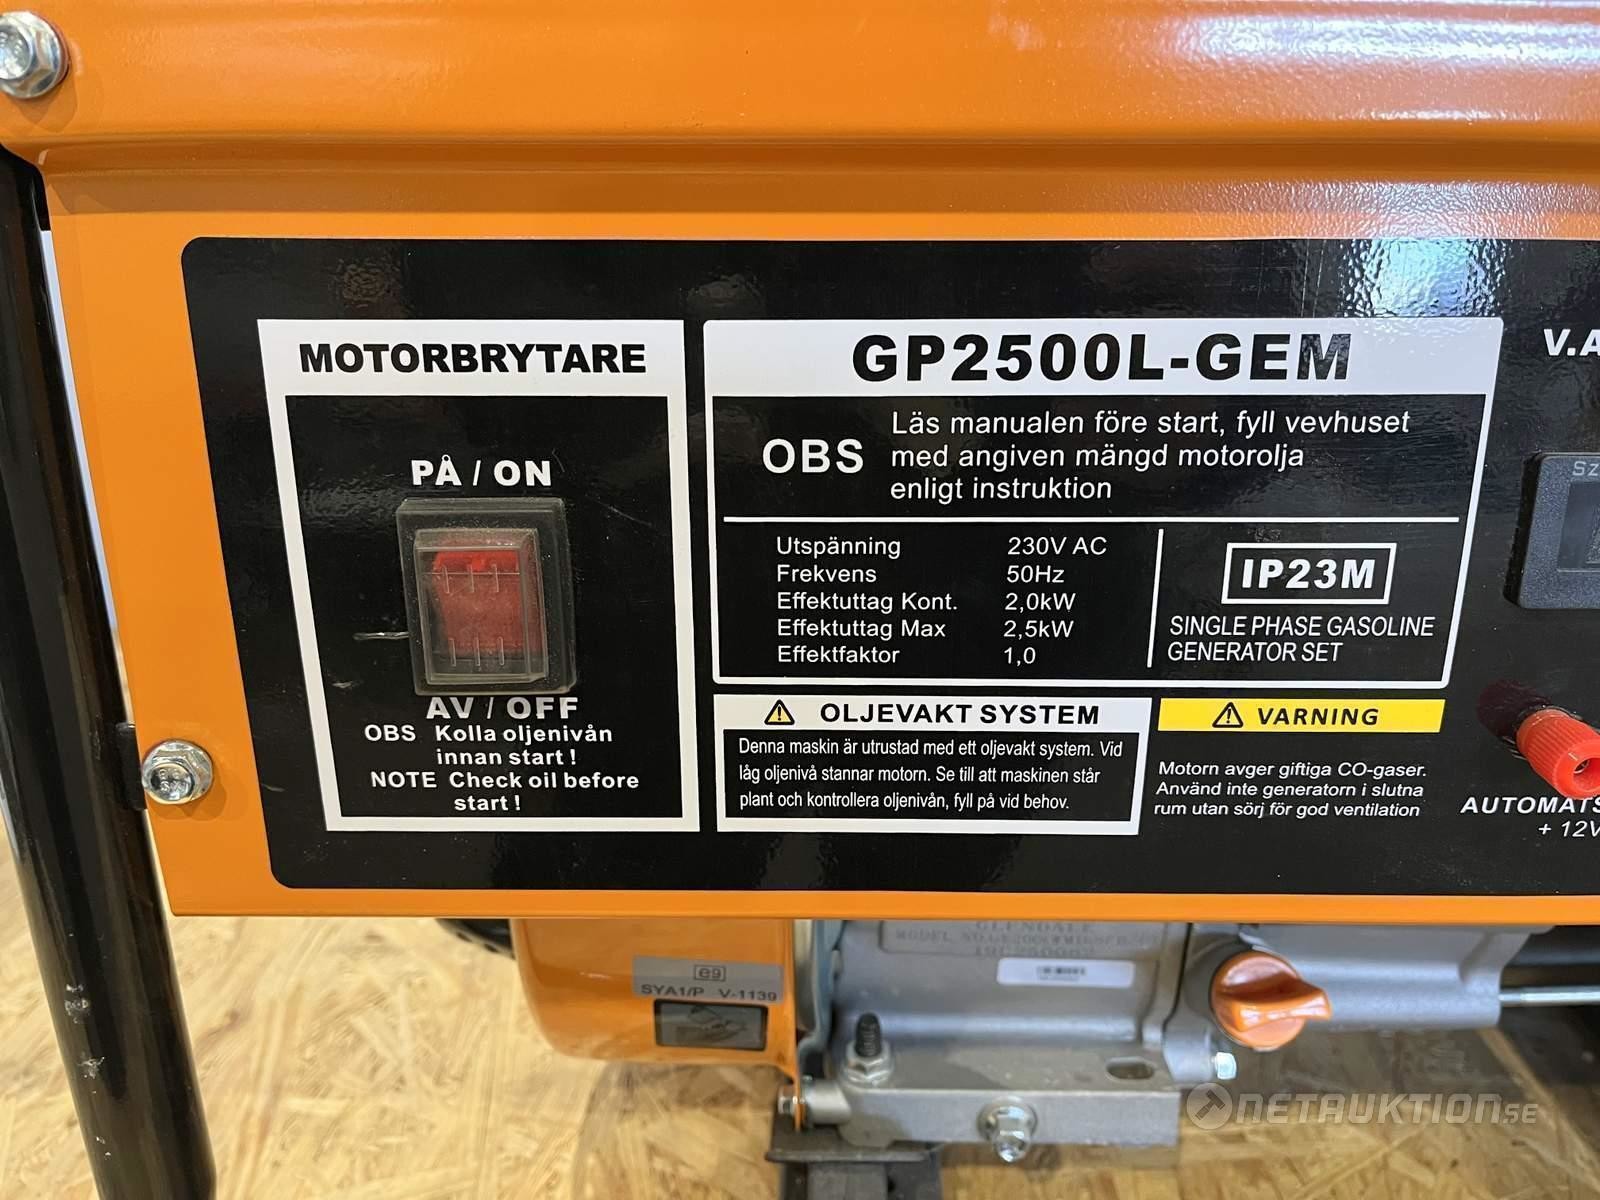 MOTORBRYTARE
PÅ / ON
AV / OFF
OBS Kolla oljenivån
innan start !
NOTE Check oil before
start !
GP2500L-GEM
OBS
Läs manualen före start, fyll vevhuset
med angiven mängd motorolja
enligt instruktion
Utspänning 230V AC
Frekvens 50Hz
Effektuttag Kont. 2,0kW
Effektuttag Max 2,5kW
Effektfaktor 1,0
IP23M
SINGLE PHASE GASOLINE
GENERATOR SET
OLJEVAKT SYSTEM
Denna maskin är utrustad med ett oljevakt system. Vid
låg oljenivå stannar motorn. Se till att maskinen står
plant och kontrollera oljenivån, fyll på vid behov.
VARNING
Motorn avger giftiga CO-gaser.
Använd inte generatorn i slutna
rum utan sörj för god ventilation
V.A
Sz
AUTOMATS
+ 12V
GLENDALE
MODEL NO.
e9
SYA1/P V-1139
NETAUKTION.SE